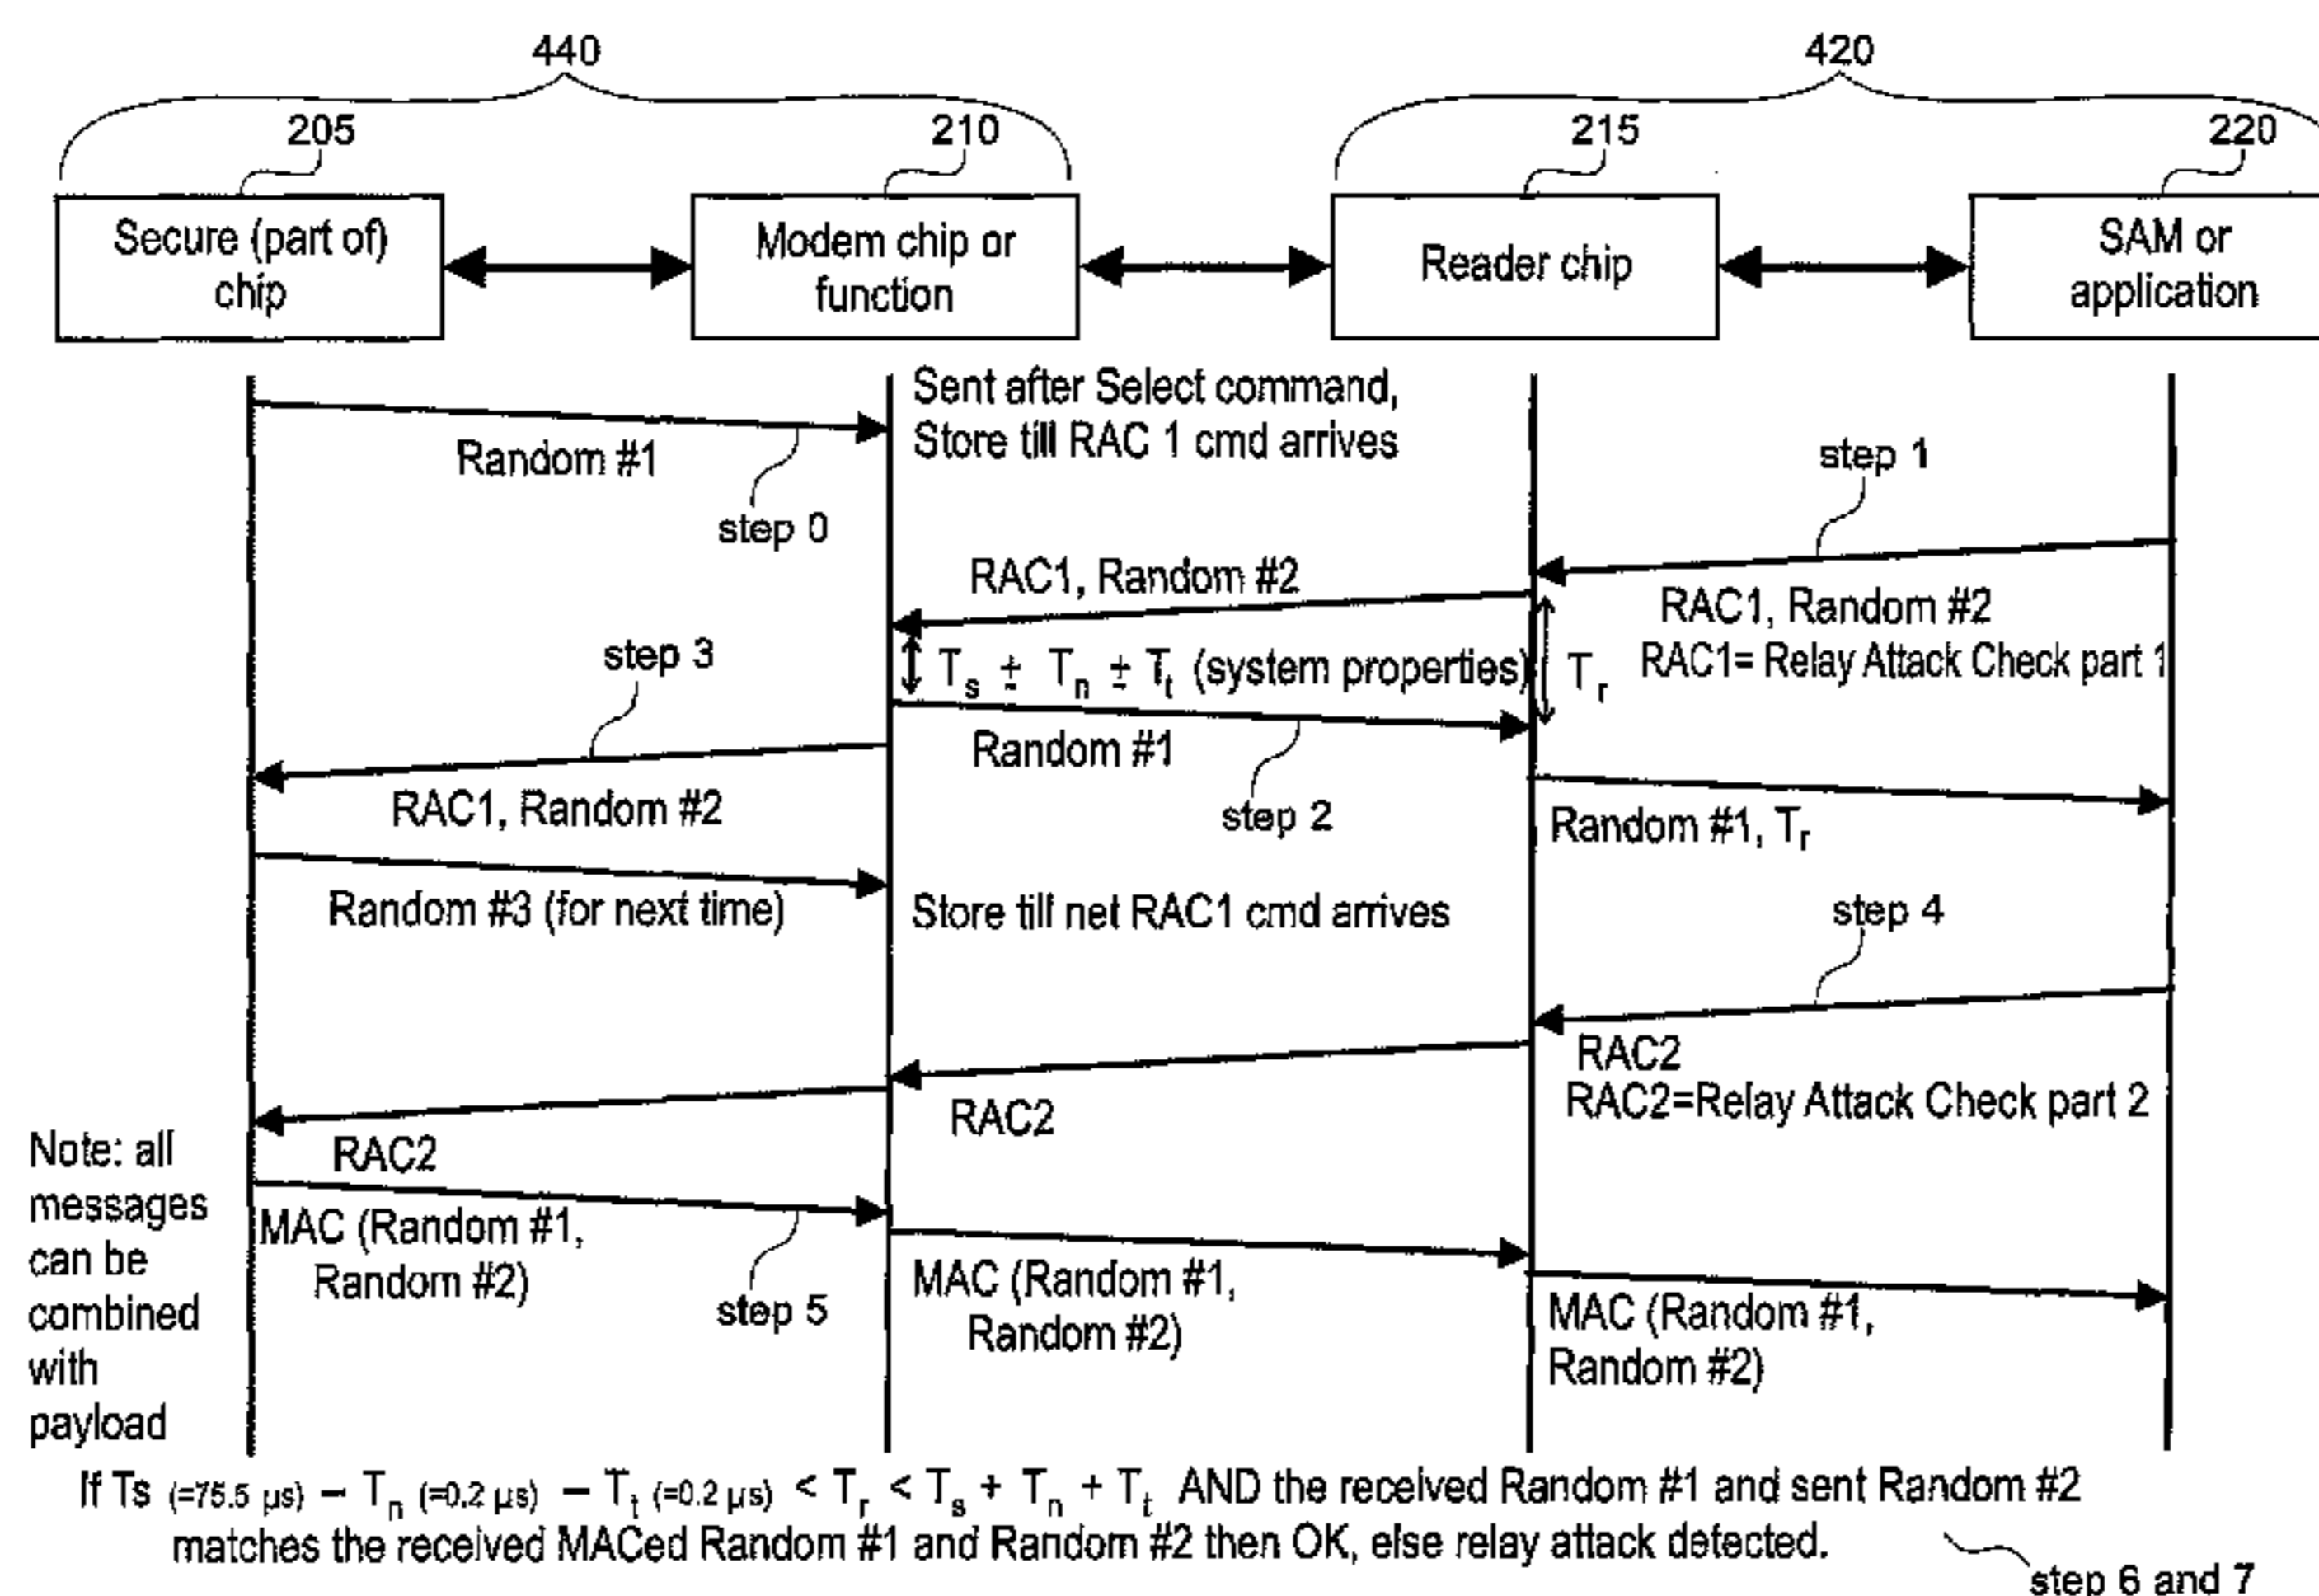 440
420
205
210
215
220
Secure (part of)
chip
Modem chip or
function
Reader chip
SAM or
application
Sent after Select command,
Store till RAC 1 cmd arrives
Random #1
step 0
step 1
RAC1, Random #2
RAC1, Random #2
RAC1= Relay Attack Check part 1
step 3
Ts ± Tn ± Tt (system properties)
Tr
Random #1
step 2
RAC1, Random #2
Random #1, Tr
Random #3 (for next time)
Store till net RAC1 cmd arrives
step 4
RAC2
RAC2=Relay Attack Check part 2
RAC2
RAC2
Note: all
messages
can be
combined
with
payload
MAC (Random #1,
Random #2)
step 5
MAC (Random #1,
Random #2)
MAC (Random #1,
Random #2)
If Ts (=75.5 µs) – Tn (=0.2 µs) – Tt (=0.2 µs) < Tr < Ts + Tn + Tt AND the received Random #1 and sent Random #2
matches the received MACed Random #1 and Random #2 then OK, else relay attack detected.
step 6 and 7